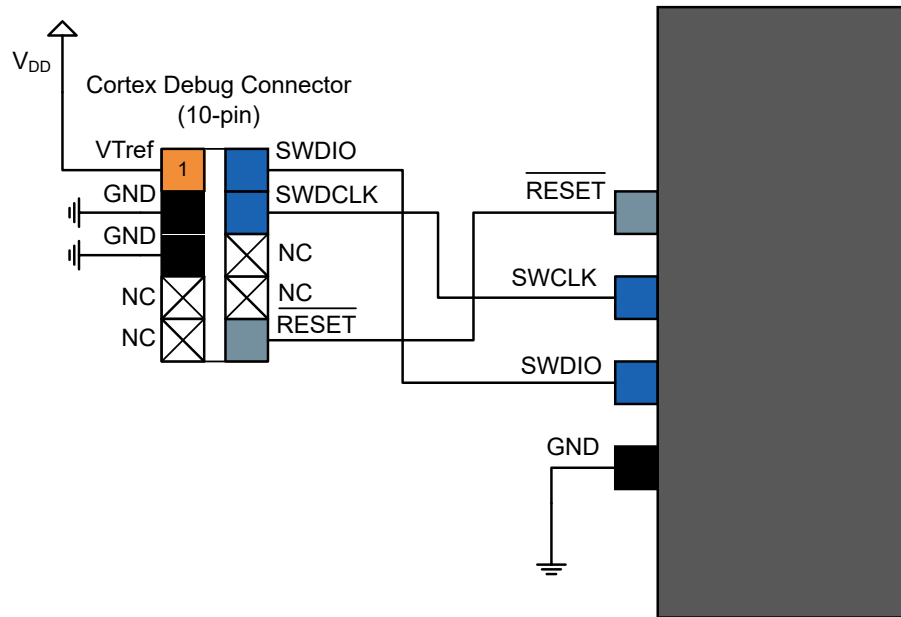 VDD
Cortex Debug Connector
(10-pin)
VTref
1
SWDIO
GND
SWDCLK
GND
NC
NC
NC
NC
RESET
RESET
SWCLK
SWDIO
GND